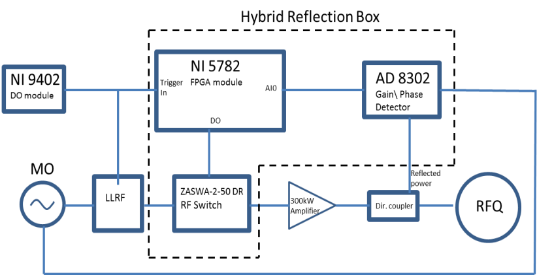 Hybrid Reflection Box
NI 9402
DO module
NI 5782
FPGA module
Trigger
In
AI0
DO
AD 8302
Gain\ Phase
Detector
MO
LLRF
ZASWA-2-50 DR
RF Switch
300kW
Amplifier
Reflected
power
Dir. coupler
RFQ